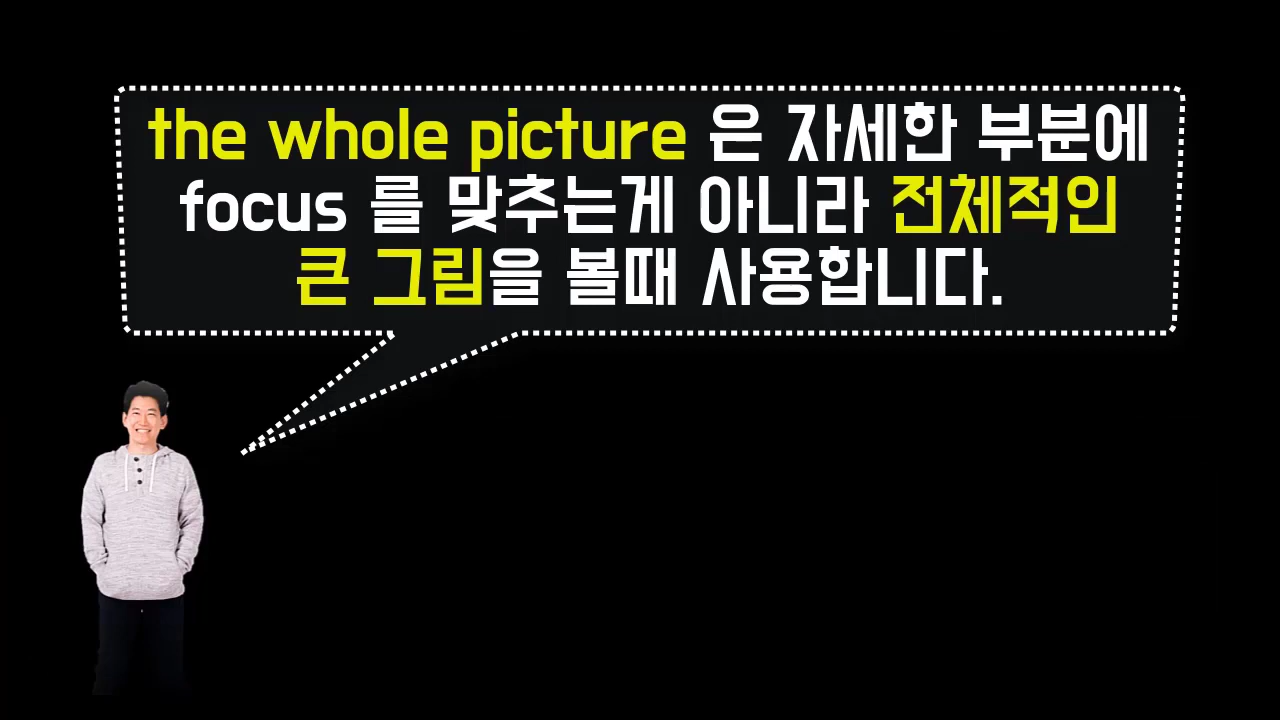 the whole picture 은 자세한 부분에
focus 를 맞추는게 아니라 전체적인
큰 그림을 볼때 사용합니다.